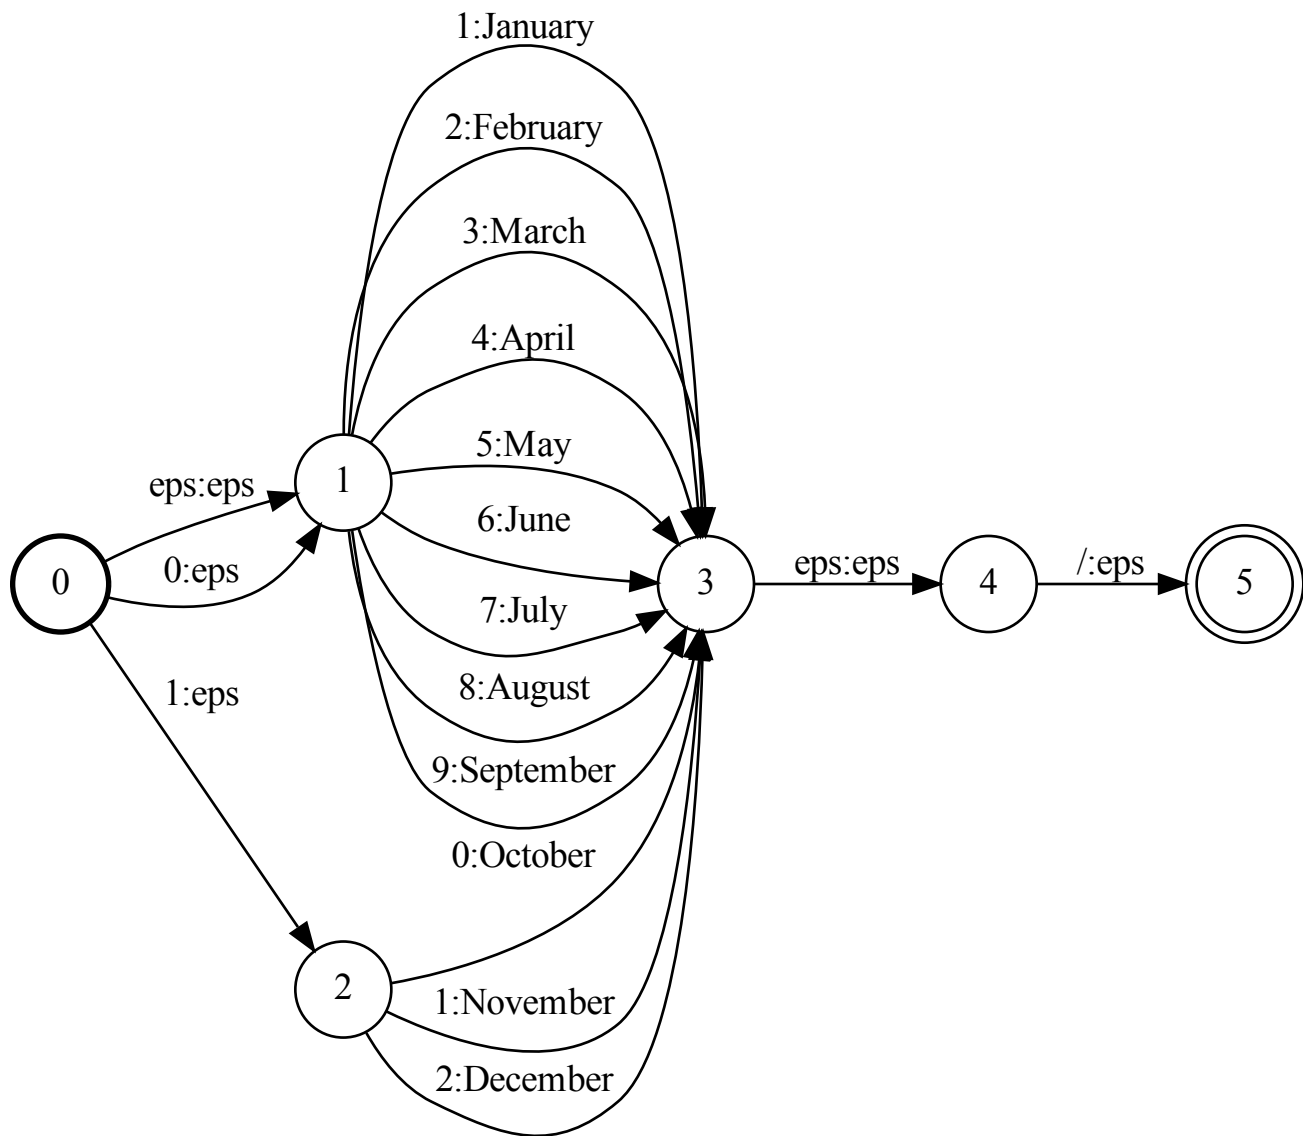 1:January
2:February
3:March
4:April
5:May
eps:eps
1
6:June
0
0:eps
3
eps:eps
4
/:eps
5
7:July
8:August
1:eps
9:September
0:October
2
1:November
2:December